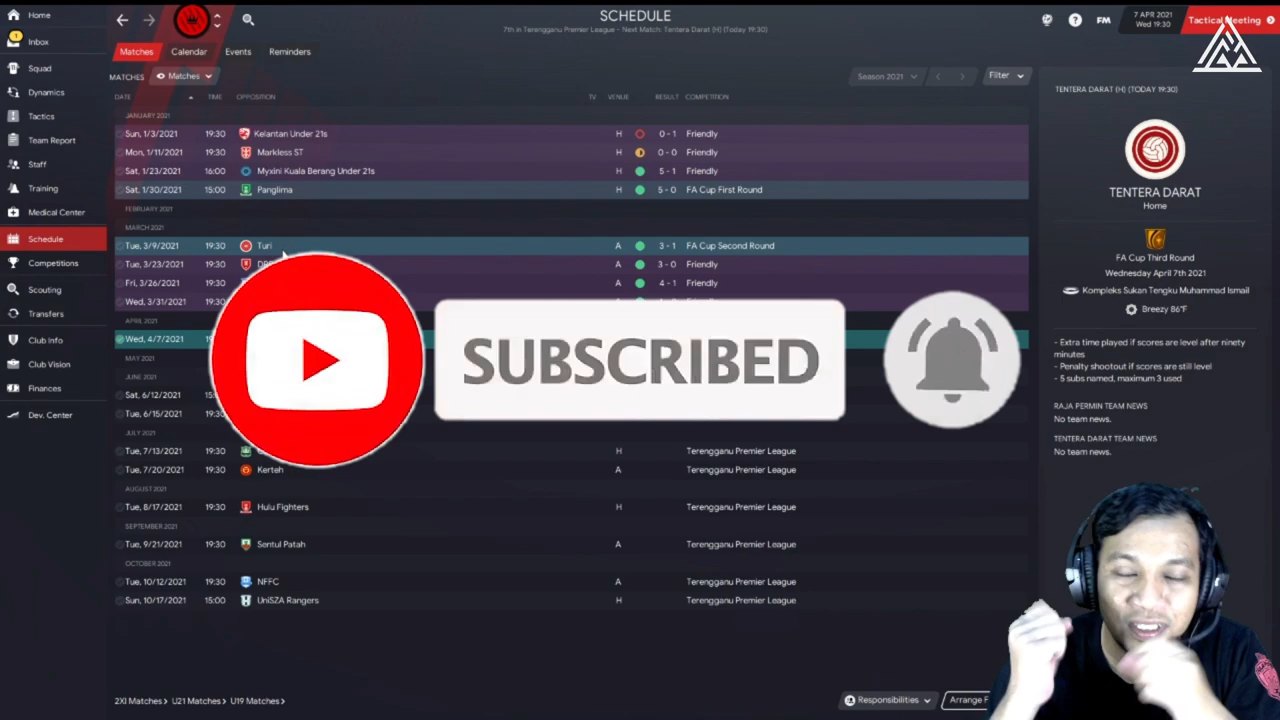 Home
Inbox
Squad
Dynamics
Tactics
Team Report
Staff
Training
Medical Center
Schedule
Competitions
Scouting
Transfers
Club Info
Club Vision
Finances
Dev. Center
SCHEDULE
7th in Terengganu Premier League - Next Match: Tentera Darat (H) (Today 19:30)
FM
7 APR 2021
Wed 19:30
Tactical Meeting
Matches Calendar Events Reminders
MATCHES Matches Season 2021 Filter
DATE TIME OPPOSITION TV VENUE RESULT COMPETITION
JANUARY 2021
Sun, 1/3/2021 19:30 Kelantan Under 21s H 0 - 1 Friendly
Mon, 1/11/2021 19:30 Markless ST H 0 - 0 Friendly
Sat, 1/23/2021 16:00 Myxini Kuala Berang Under 21s H 5 - 1 Friendly
Sat, 1/30/2021 15:00 Panglima H 5 - 0 FA Cup First Round
FEBRUARY 2021
MARCH 2021
Tue, 3/9/2021 19:30 Turi A 3 - 1 FA Cup Second Round
Tue, 3/23/2021 19:30 A 3 - 0 Friendly
Fri, 3/26/2021 19:30 A 4 - 1 Friendly
Wed, 3/31/2021 19:30
APRIL 2021
Wed, 4/7/2021
MAY 2021
JUNE 2021
Sat, 6/12/2021
Tue, 6/15/2021
JULY 2021
Tue, 7/13/2021 19:30 H Terengganu Premier League
Tue, 7/20/2021 19:30 Kerteh A Terengganu Premier League
AUGUST 2021
Tue, 8/17/2021 19:30 Hulu Fighters H Terengganu Premier League
SEPTEMBER 2021
Tue, 9/21/2021 19:30 Sentul Patah A Terengganu Premier League
OCTOBER 2021
Tue, 10/12/2021 19:30 NFFC A Terengganu Premier League
Sun, 10/17/2021 15:00 UniSZA Rangers H Terengganu Premier League
SUBSCRIBED
2XI Matches U21 Matches U19 Matches
Responsibilities Arrange F
TENTERA DARAT (H) (TODAY 19:30)
TENTERA DARAT
Home
FA Cup Third Round
Wednesday April 7th 2021
Kompleks Sukan Tengku Muhammad Ismail
Breezy 86°F
- Extra time played if scores are level after ninety
minutes
- Penalty shootout if scores are still level
- 5 subs named, maximum 3 used
RAJA PERMIN TEAM NEWS
No team news.
TENTERA DARAT TEAM NEWS
No team news.